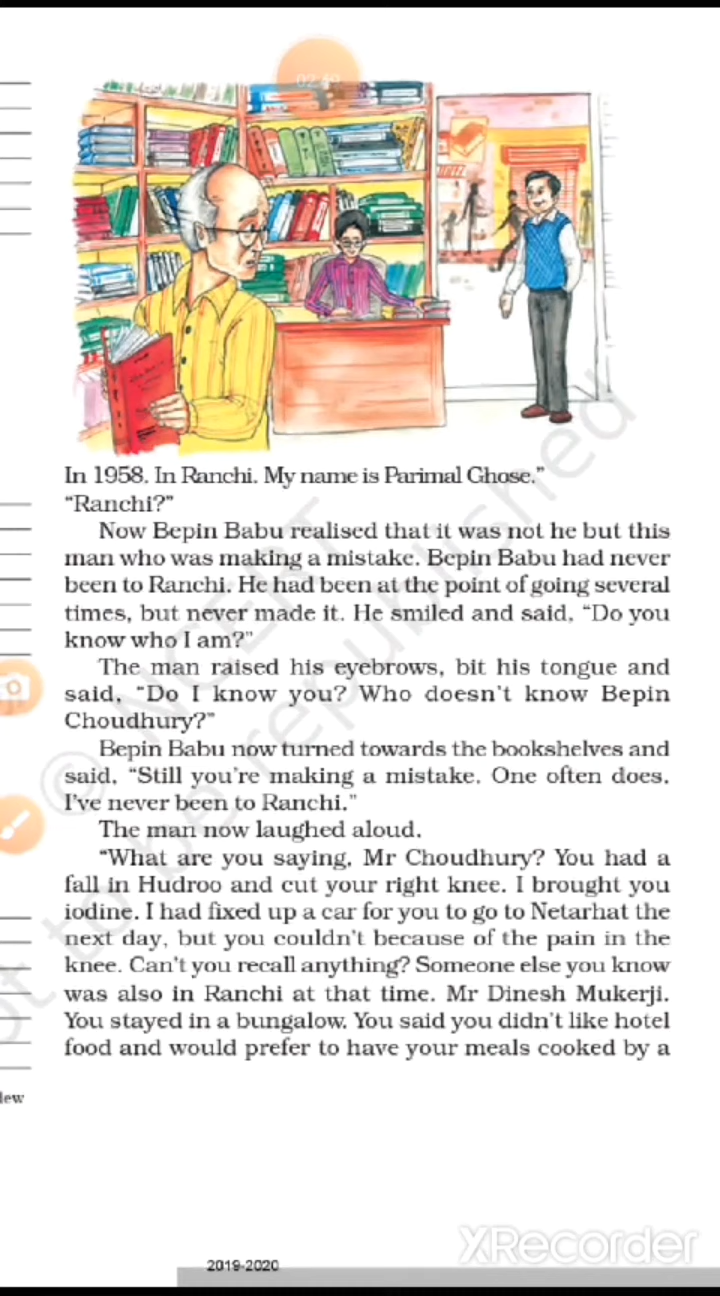 02:49
In 1958. In Ranchi. My name is Parimal Ghose.”
“Ranchi?”
Now Bepin Babu realised that it was not he but this
man who was making a mistake. Bepin Babu had never
been to Ranchi. He had been at the point of going several
times, but never made it. He smiled and said, “Do you
know who I am?”
The man raised his eyebrows, bit his tongue and
said, “Do I know you? Who doesn’t know Bepin
Choudhury?”
Bepin Babu now turned towards the bookshelves and
said, “Still you’re making a mistake. One often does.
I’ve never been to Ranchi.”
The man now laughed aloud.
“What are you saying, Mr Choudhury? You had a
fall in Hudroo and cut your right knee. I brought you
iodine. I had fixed up a car for you to go to Netarhat the
next day, but you couldn’t because of the pain in the
knee. Can’t you recall anything? Someone else you know
was also in Ranchi at that time. Mr Dinesh Mukerji.
You stayed in a bungalow. You said you didn’t like hotel
food and would prefer to have your meals cooked by a
© NCERT
not to be republished
lew
XRecorder
2019-2020